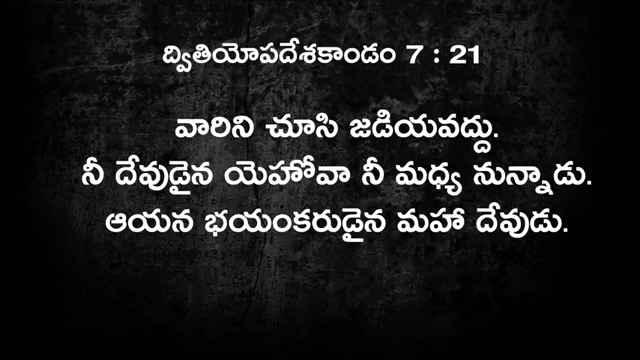 ద్వితియోపదేశకాండం 7 : 21
వారిని చూసి జడియవద్దు.
నీ దేవుడైన యెహోవా నీ మధ్య నున్నాడు.
ఆయన భయంకరుడైన మహా దేవుడు.